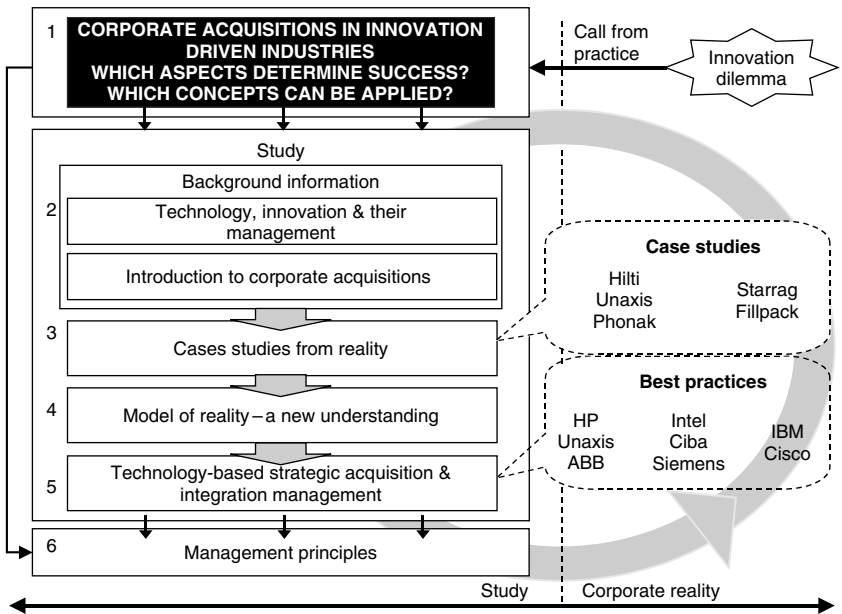 1
CORPORATE ACQUISITIONS IN INNOVATION
DRIVEN INDUSTRIES
WHICH ASPECTS DETERMINE SUCCESS?
WHICH CONCEPTS CAN BE APPLIED?
Call from
practice
Innovation
dilemma
Study
Background information
2
Technology, innovation & their
management
Introduction to corporate acquisitions
3
Cases studies from reality
4
Model of reality – a new understanding
5
Technology-based strategic acquisition &
integration management
Case studies
Hilti
Unaxis
Phonak
Starrag
Fillpack
Best practices
HP
Unaxis
ABB
Intel
Ciba
Siemens
IBM
Cisco
6
Management principles
Study
Corporate reality